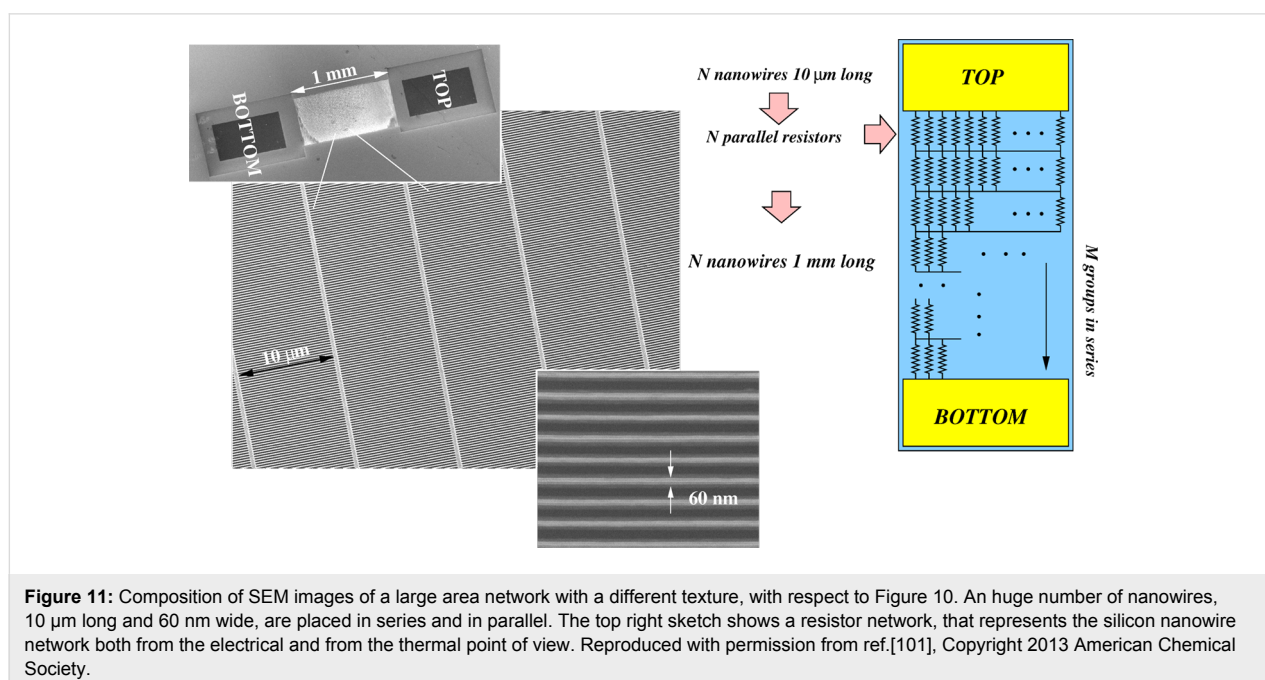 1 mm
BOTTOM
TOP
10 µm
60 nm
N nanowires 10 µm long
N parallel resistors
N nanowires 1 mm long
TOP
M groups in series
BOTTOM
Figure 11: Composition of SEM images of a large area network with a different texture, with respect to Figure 10. An huge number of nanowires,
10 µm long and 60 nm wide, are placed in series and in parallel. The top right sketch shows a resistor network, that represents the silicon nanowire
network both from the electrical and from the thermal point of view. Reproduced with permission from ref.[101], Copyright 2013 American Chemical
Society.